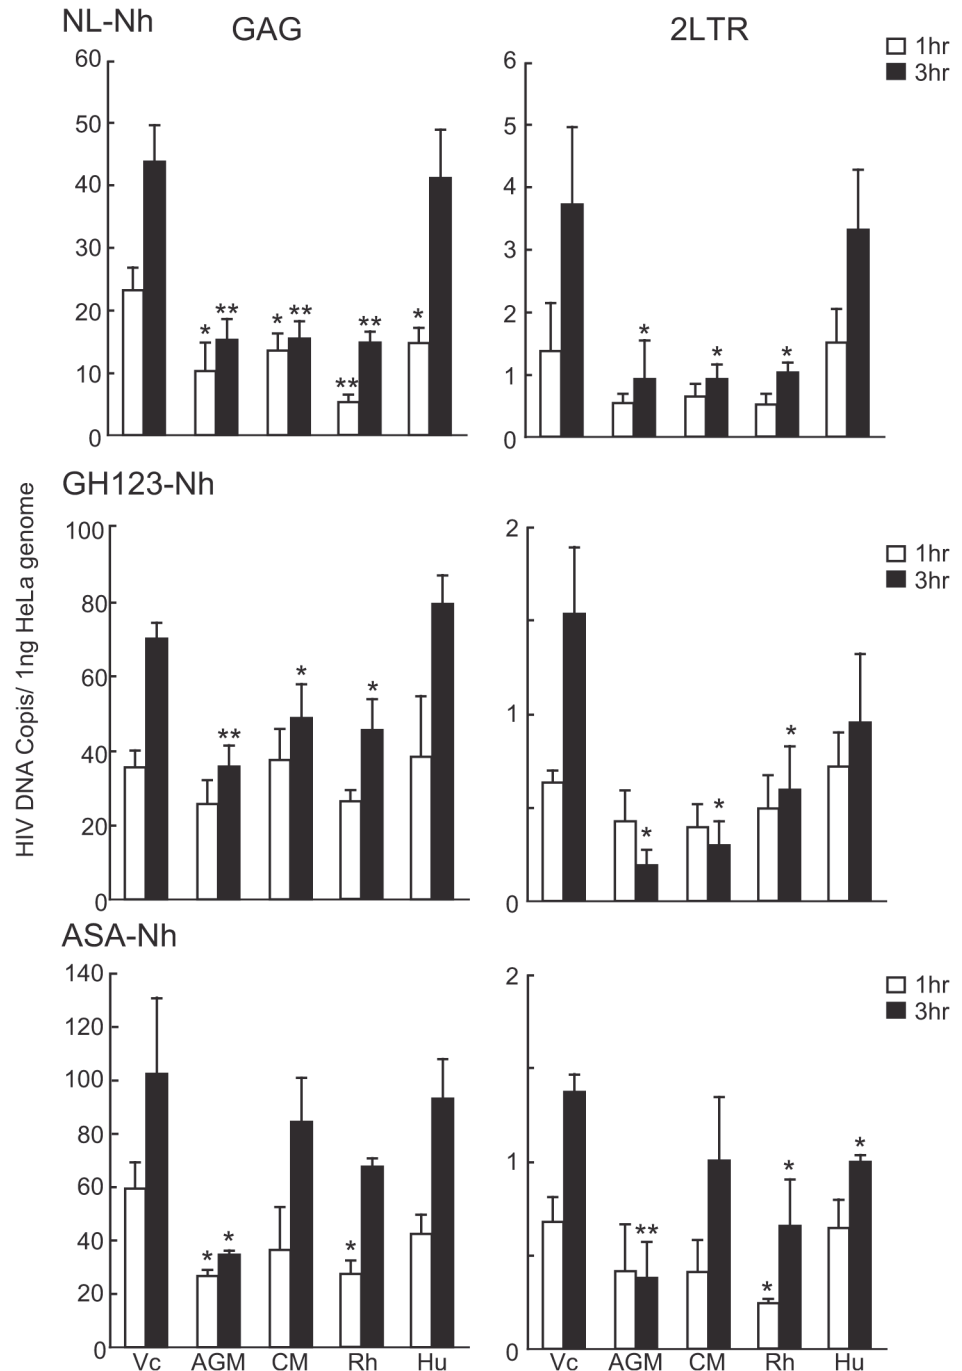 NL-Nh
GAG
2LTR
1hr
3hr
60
50
40
30
20
10
0
* ** * ** ** ** *
6
5
4
3
2
1
0
* * *
HIV DNA Copis/ 1ng HeLa genome
GH123-Nh
1hr
3hr
100
80
60
40
20
0
** * *
2
1
0
* * *
ASA-Nh
1hr
3hr
140
120
100
80
60
40
20
0
* * *
Vc AGM CM Rh Hu
2
1
0
** * * *
Vc AGM CM Rh Hu